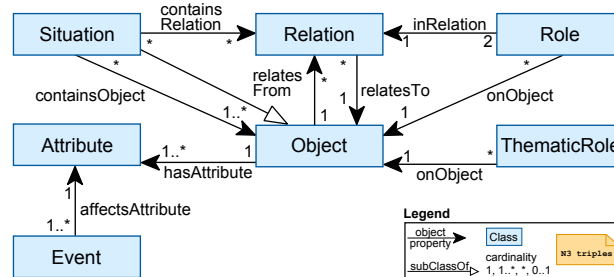 contains
Relation
Situation
Relation
inRelation
Role
*
*
*
1
2
*
*
*
*
containsObject
relates
From
relatesTo
onObject
1..*
1
1
1
Attribute
1..*
1
Object
1
*
ThematicRole
hasAttribute
onObject
1
affectsAttribute
1..*
Event
Legend
object
property
Class
N3 triples
subClassOf
cardinality
1, 1..*, *, 0..1